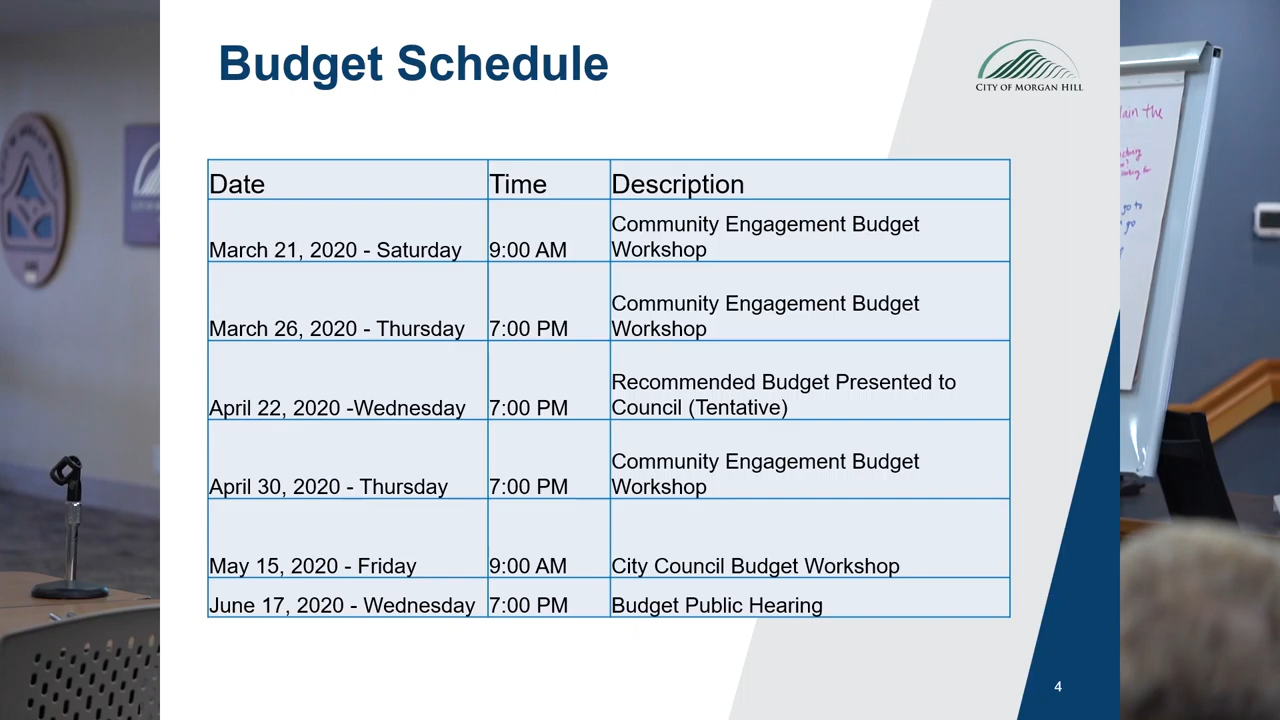 Budget Schedule
CITY OF MORGAN HILL
Date Time Description
March 21, 2020 - Saturday 9:00 AM Community Engagement Budget
Workshop
March 26, 2020 - Thursday 7:00 PM Community Engagement Budget
Workshop
April 22, 2020 -Wednesday 7:00 PM Recommended Budget Presented to
Council (Tentative)
April 30, 2020 - Thursday 7:00 PM Community Engagement Budget
Workshop
May 15, 2020 - Friday 9:00 AM City Council Budget Workshop
June 17, 2020 - Wednesday 7:00 PM Budget Public Hearing
4
the
go to
go